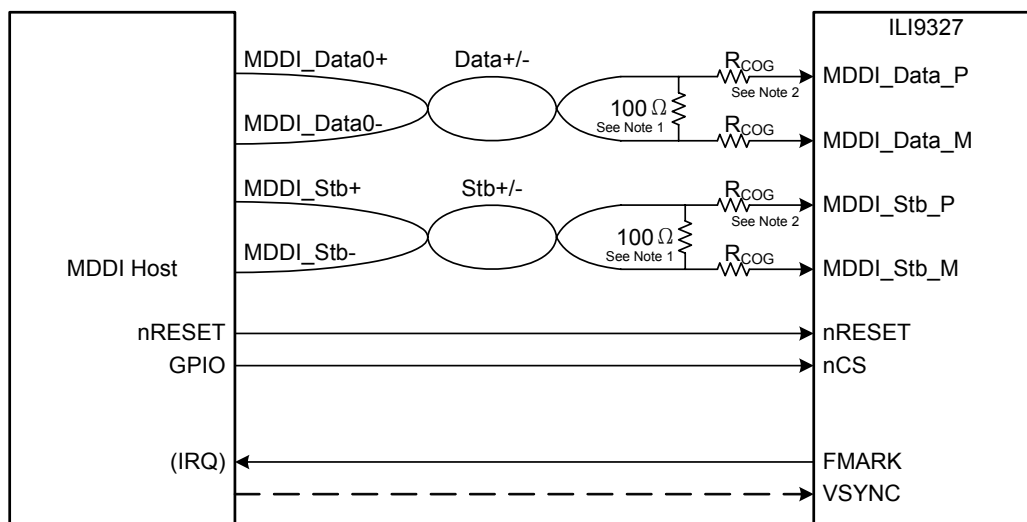 ILI9327
MDDI_Data0+
Data+/-
RCOG
See Note 2
MDDI_Data_P
100 Ω
See Note 1
MDDI_Data0-
RCOG
MDDI_Data_M
MDDI_Stb+
Stb+/-
RCOG
See Note 2
MDDI_Stb_P
100 Ω
See Note 1
MDDI_Stb-
RCOG
MDDI_Stb_M
MDDI Host
nRESET
nRESET
GPIO
nCS
(IRQ)
FMARK
VSYNC